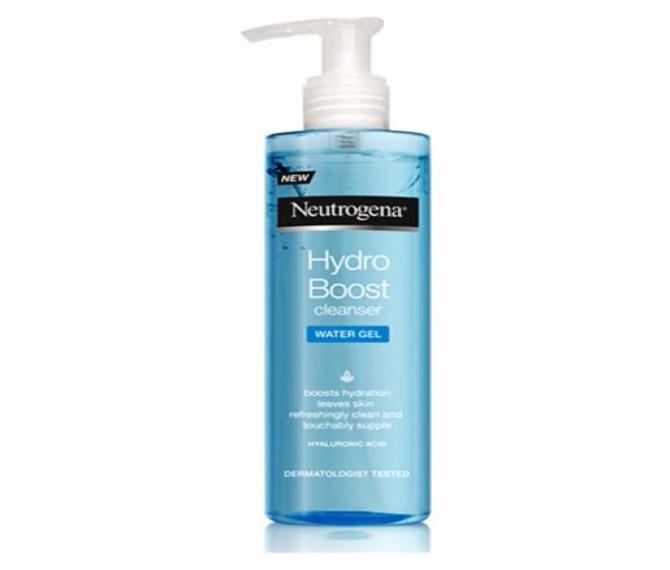 NEW
Neutrogena®
Hydro
Boost
cleanser
WATER GEL
boosts hydration
leaves skin
refreshingly clean and
touchably supple
HYALURONIC ACID
DERMATOLOGIST TESTED